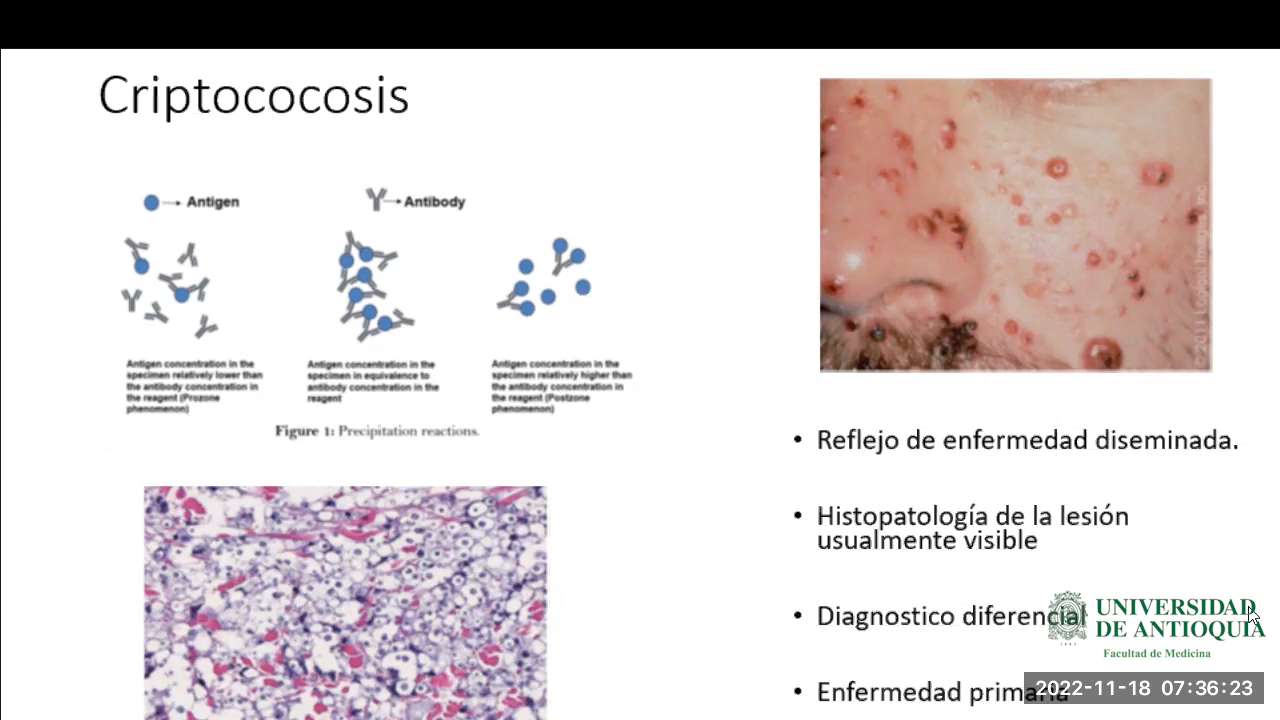 Criptococosis
Antigen
Antibody
Antigen concentration in the
specimen relatively lower than
the antibody concentration in
the reagent (Prozone
phenomenon)
Antigen concentration in the
specimen in equivalence to
antibody concentration in the
reagent
Antigen concentration in the
specimen relatively higher than
the antibody concentration in
the reagent (Postzone
phenomenon)
Figure 1: Precipitation reactions.
• Reflejo de enfermedad diseminada.
• Histopatología de la lesión
usualmente visible
• Diagnostico diferencial
• Enfermedad primaria
UNIVERSIDAD
DE ANTIOQUIA
Facultad de Medicina
2022-11-18 07:36:23